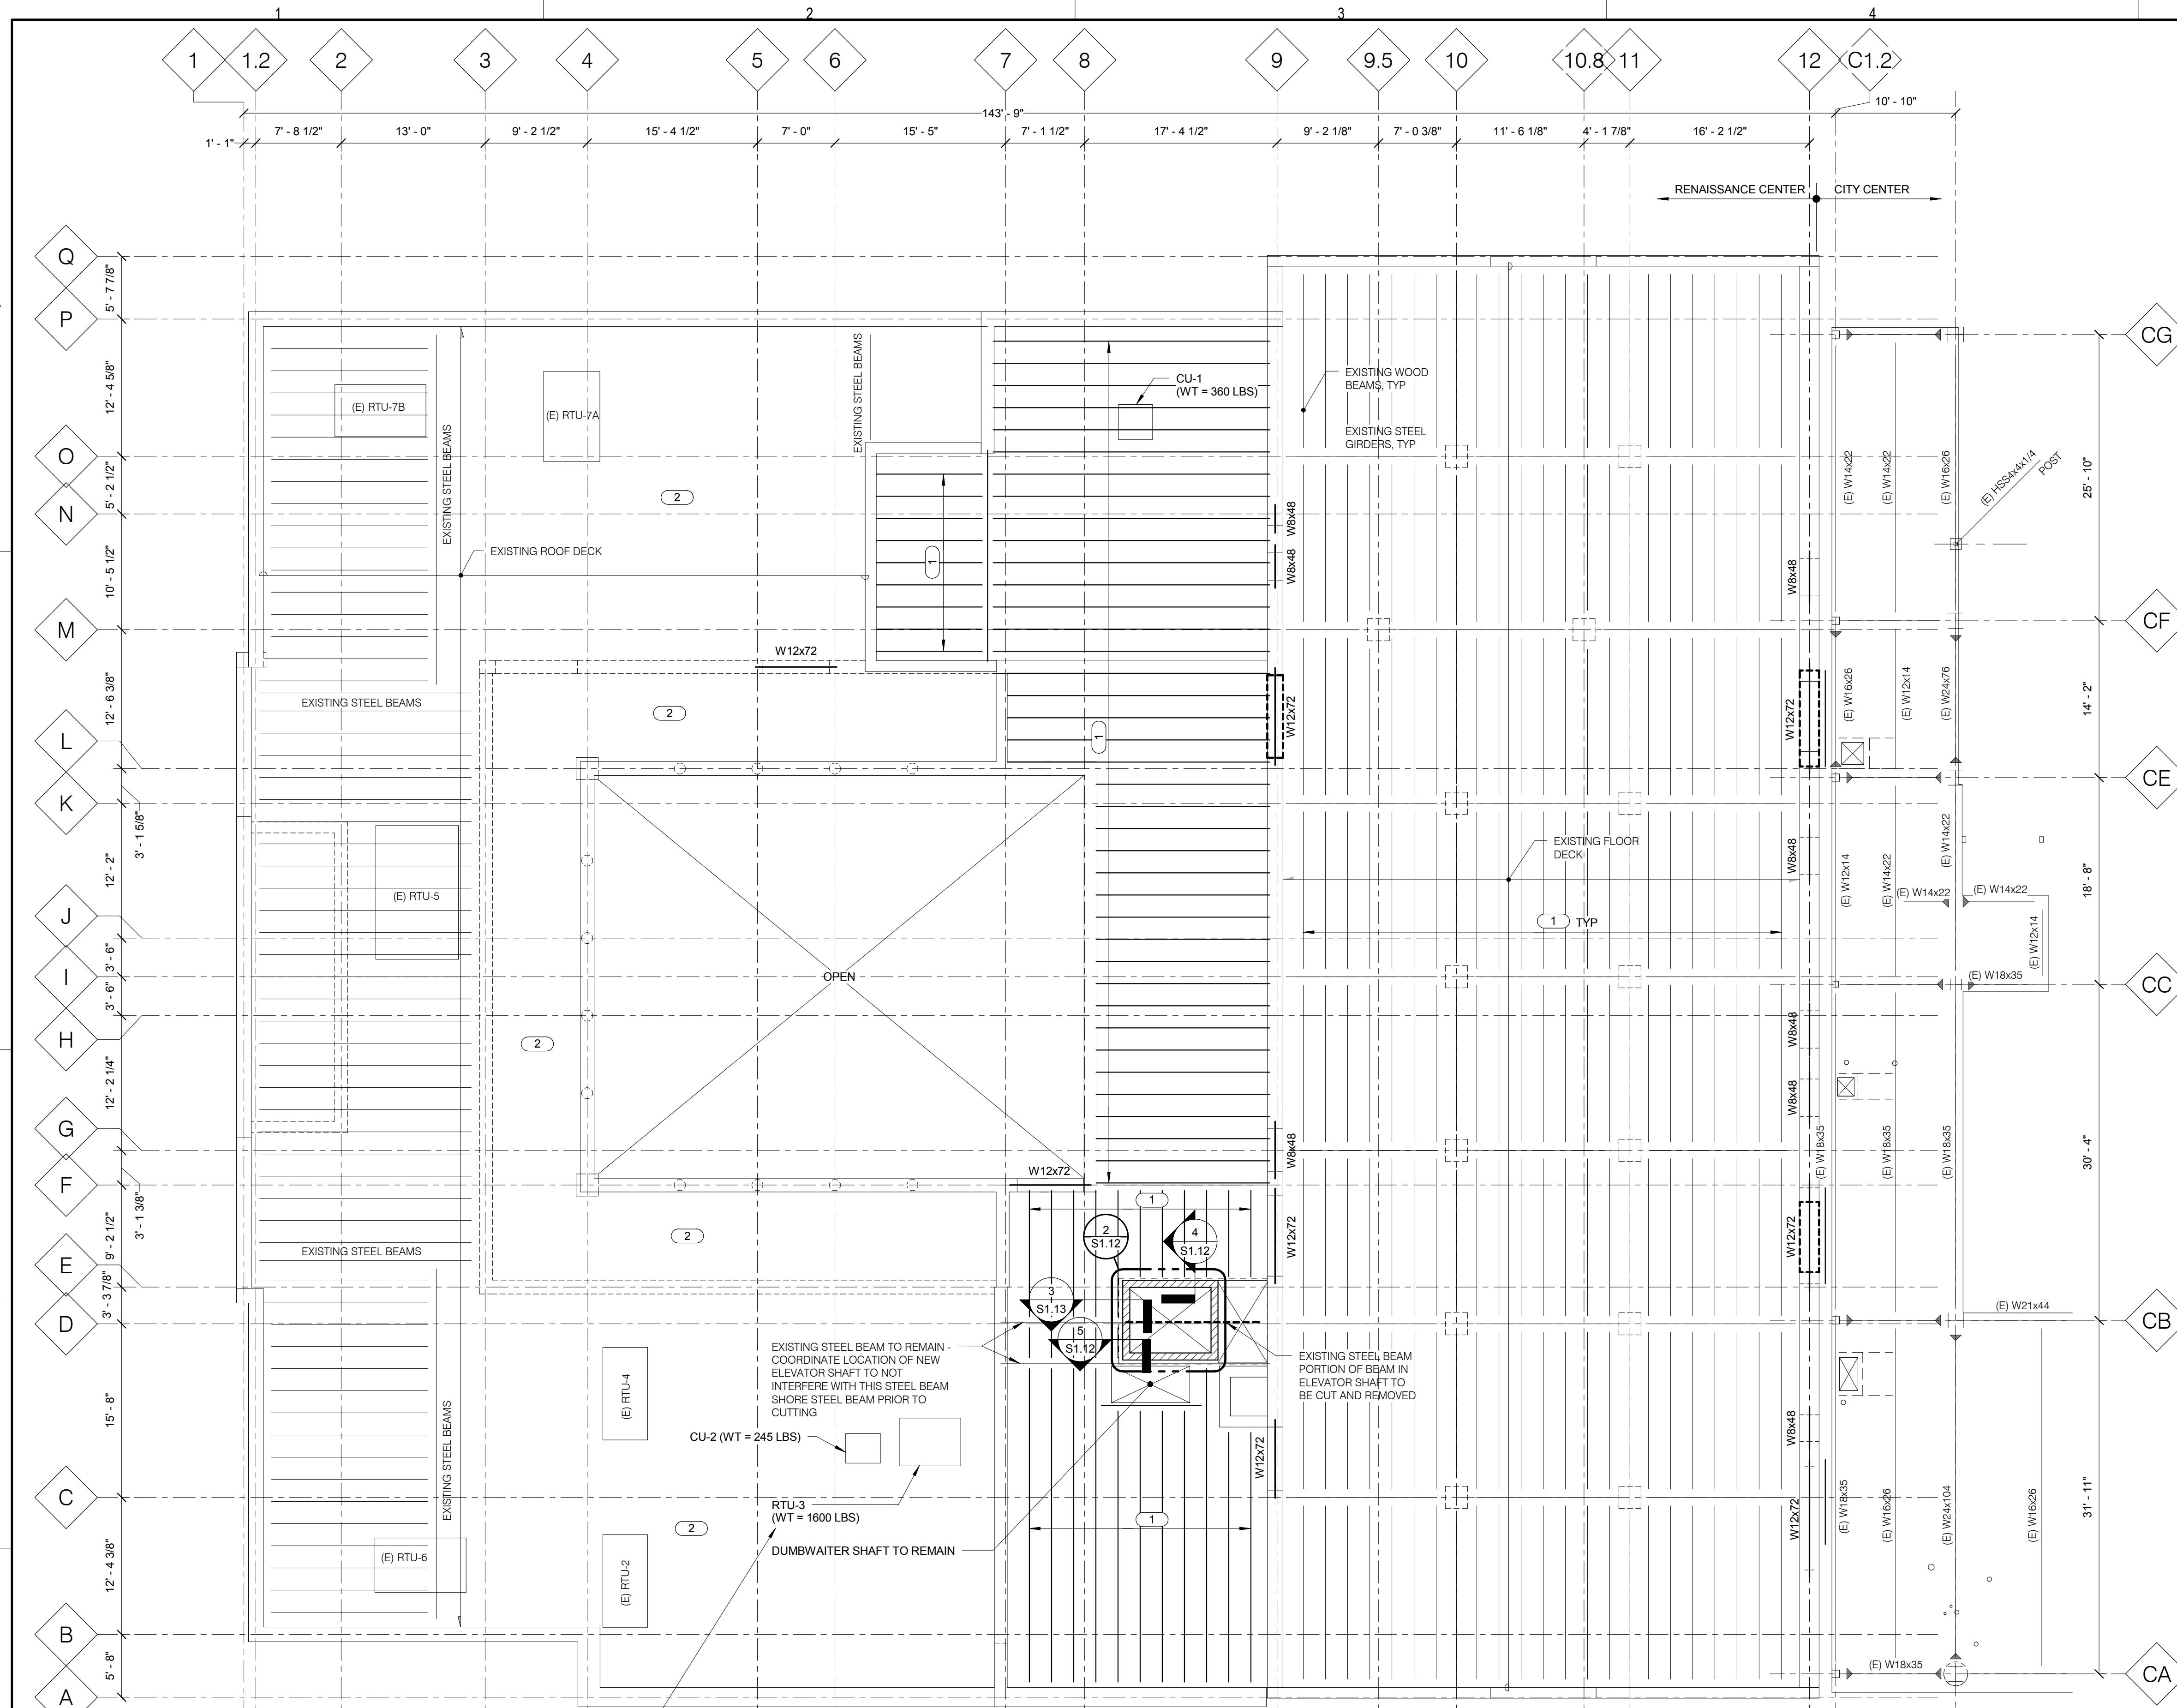 1
2
3
4
1
1.2
2
3
4
5
6
7
8
9
9.5
10
10.8
11
12
C1.2
143' - 9"
10' - 10"
1' - 1"
7' - 8 1/2"
13' - 0"
9' - 2 1/2"
15' - 4 1/2"
7' - 0"
15' - 5"
7' - 1 1/2"
17' - 4 1/2"
9' - 2 1/8"
7' - 0 3/8"
11' - 6 1/8"
4' - 1 7/8"
16' - 2 1/2"
RENAISSANCE CENTER
CITY CENTER
Q
5' - 7 7/8"
P
12' - 4 5/8"
O
5' - 2 1/2"
N
10' - 5 1/2"
M
12' - 6 3/8"
L
3' - 1 5/8"
K
12' - 2"
J
3' - 6"
I
3' - 6"
H
12' - 2 1/4"
G
3' - 1 3/8"
F
9' - 2 1/2"
E
3' - 3 7/8"
D
15' - 8"
C
12' - 4 3/8"
B
5' - 8"
A
(E) RTU-7B
(E) RTU-7A
EXISTING STEEL BEAMS
EXISTING STEEL BEAMS
CU-1
(WT = 360 LBS)
EXISTING WOOD
BEAMS, TYP
EXISTING STEEL
GIRDERS, TYP
2
EXISTING ROOF DECK
1
W8x48
W8x48
W8x48
(E) W14x22
(E) W14x22
(E) W16x26
(E) HSS4x4x1/4
POST
CG
25' - 10"
CF
W12x72
EXISTING STEEL BEAMS
2
1
W12x72
W12x72
(E) W16x26
(E) W12x14
(E) W24x76
14' - 2"
CE
(E) RTU-5
EXISTING FLOOR
DECK
W8x48
(E) W12x14
(E) W14x22
(E) W14x22
(E) W14x22
(E) W14x22
(E) W12x14
18' - 8"
1
TYP
OPEN
(E) W18x35
CC
2
W8x48
W8x48
W8x48
(E) W18x35
(E) W18x35
(E) W18x35
30' - 4"
W12x72
1
2
EXISTING STEEL BEAMS
2
S1.12
4
S1.12
W12x72
W12x72
3
S1.13
5
S1.12
(E) W21x44
CB
EXISTING STEEL BEAM TO REMAIN -
COORDINATE LOCATION OF NEW
ELEVATOR SHAFT TO NOT
INTERFERE WITH THIS STEEL BEAM
SHORE STEEL BEAM PRIOR TO
CUTTING
EXISTING STEEL BEAM
PORTION OF BEAM IN
ELEVATOR SHAFT TO
BE CUT AND REMOVED
(E) RTU-4
EXISTING STEEL BEAMS
CU-2 (WT = 245 LBS)
W12x72
W8x48
RTU-3
(WT = 1600 LBS)
2
1
W12x72
(E) W18x35
(E) W16x26
(E) W24x104
(E) W16x26
31' - 11"
DUMBWAITER SHAFT TO REMAIN
(E) RTU-6
(E) RTU-2
(E) W18x35
CA